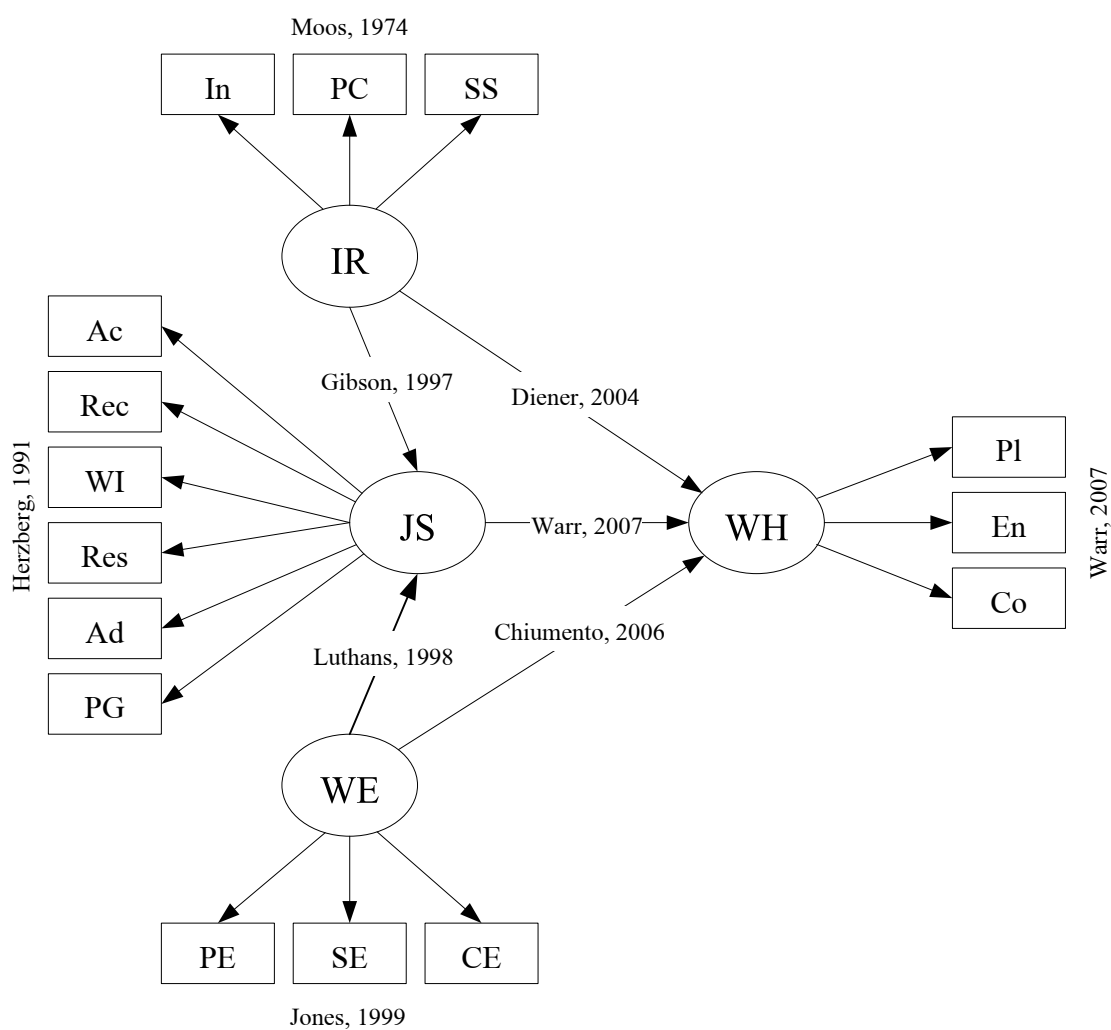 Moos, 1974
In
PC
SS
IR
Ac
Rec
WI
Res
Ad
PG
Herzberg, 1991
Gibson, 1997
Diener, 2004
JS
Warr, 2007
WH
Pl
En
Co
Warr, 2007
Chiumento, 2006
Luthans, 1998
WE
PE
SE
CE
Jones, 1999